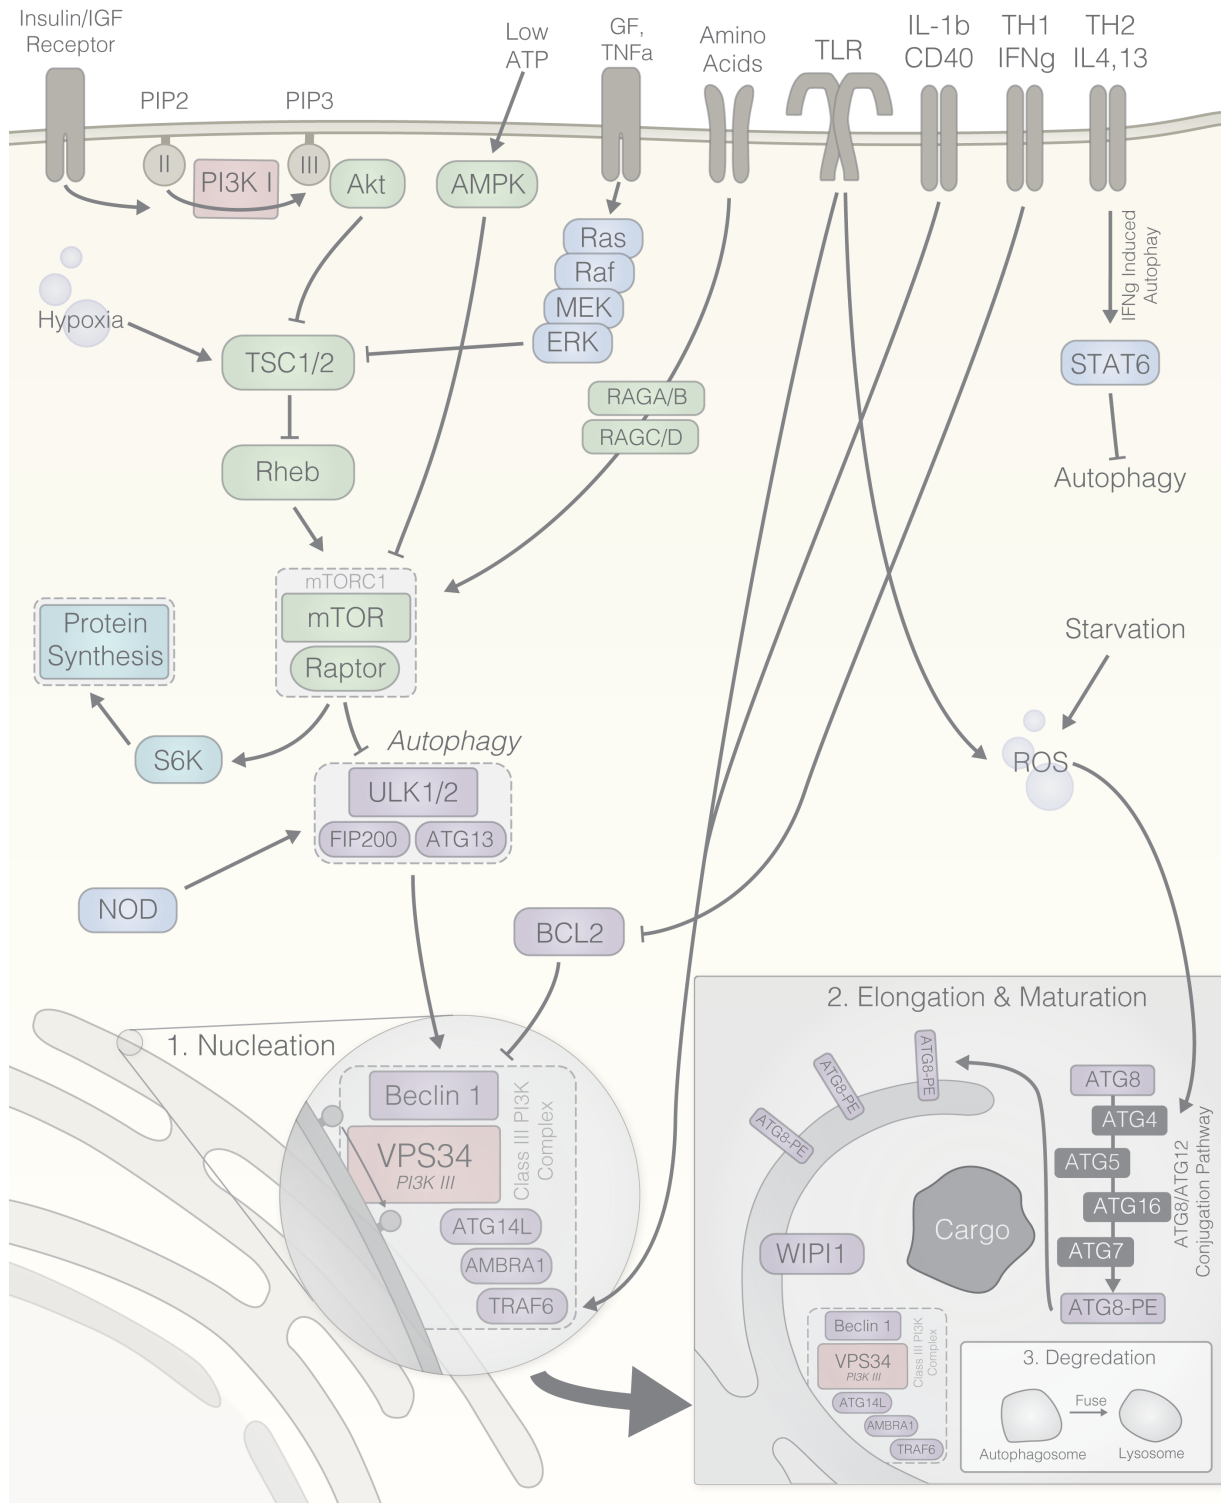 Insulin/IGF
Receptor
Low
ATP
GF,
TNFa
Amino
Acids
TLR
IL-1b
CD40
TH1
IFNg
TH2
IL4,13
PIP2
PIP3
II
PI3K I
III
Akt
AMPK
Ras
Raf
MEK
ERK
IFNg Induced
Autophay
Hypoxia
TSC1/2
STAT6
RAGA/B
RAGC/D
Rheb
Autophagy
mTORC1
mTOR
Raptor
Protein
Synthesis
Starvation
S6K
Autophagy
ROS
ULK1/2
FIP200
ATG13
NOD
BCL2
1. Nucleation
Beclin 1
VPS34
PI3K III
Class III PI3K
Complex
ATG14L
AMBRA1
TRAF6
2. Elongation & Maturation
ATG8-PE
ATG8-PE
ATG8-PE
ATG8
ATG4
ATG5
ATG16
ATG7
ATG8-PE
ATG8/ATG12
Conjugation Pathway
Cargo
WIPI1
Beclin 1
VPS34
PI3K III
Class III PI3K
Complex
ATG14L
AMBRA1
TRAF6
3. Degredation
Fuse
Autophagosome
Lysosome